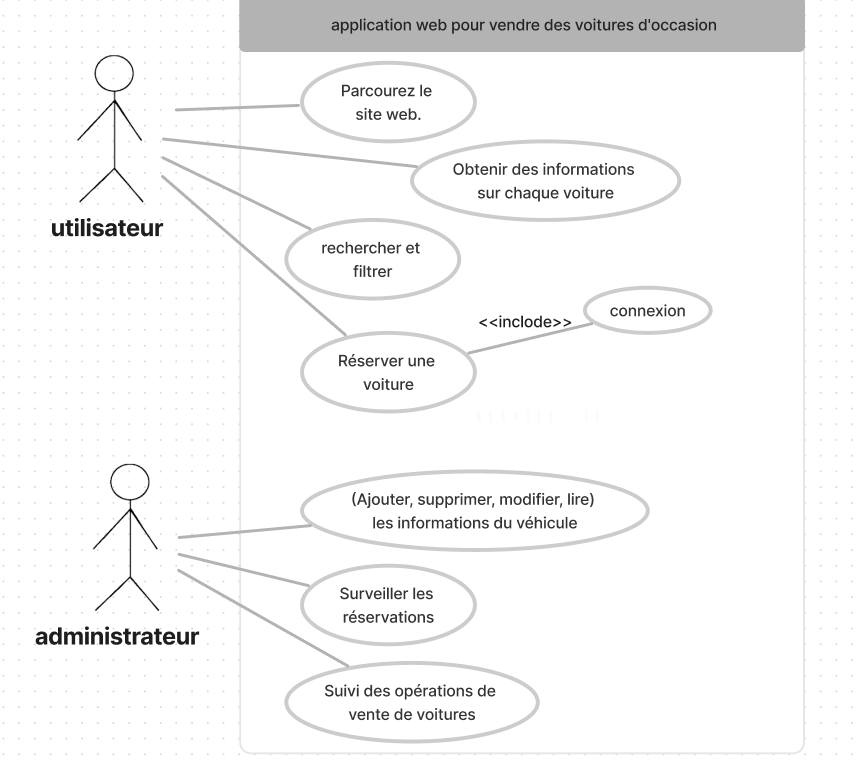 application web pour vendre des voitures d'occasion
Parcourez le
site web.
Obtenir des informations
sur chaque voiture
utilisateur
rechercher et
filtrer
<<inclode>>
connexion
Réserver une
voiture
(Ajouter, supprimer, modifier, lire)
les informations du véhicule
Surveiller les
réservations
administrateur
Suivi des opérations de
vente de voitures